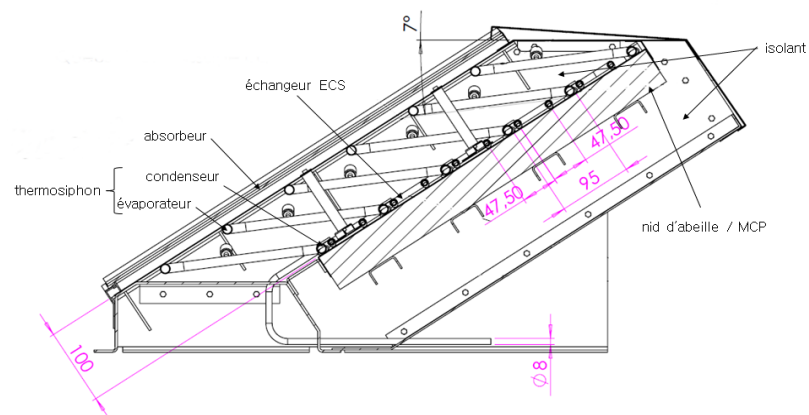 7°
isolant
échangeur ECS
absorbeur
47,50
condenseur
thermosiphon
95
47,50
évaporateur
nid d'abeille / MCP
100
Ø8